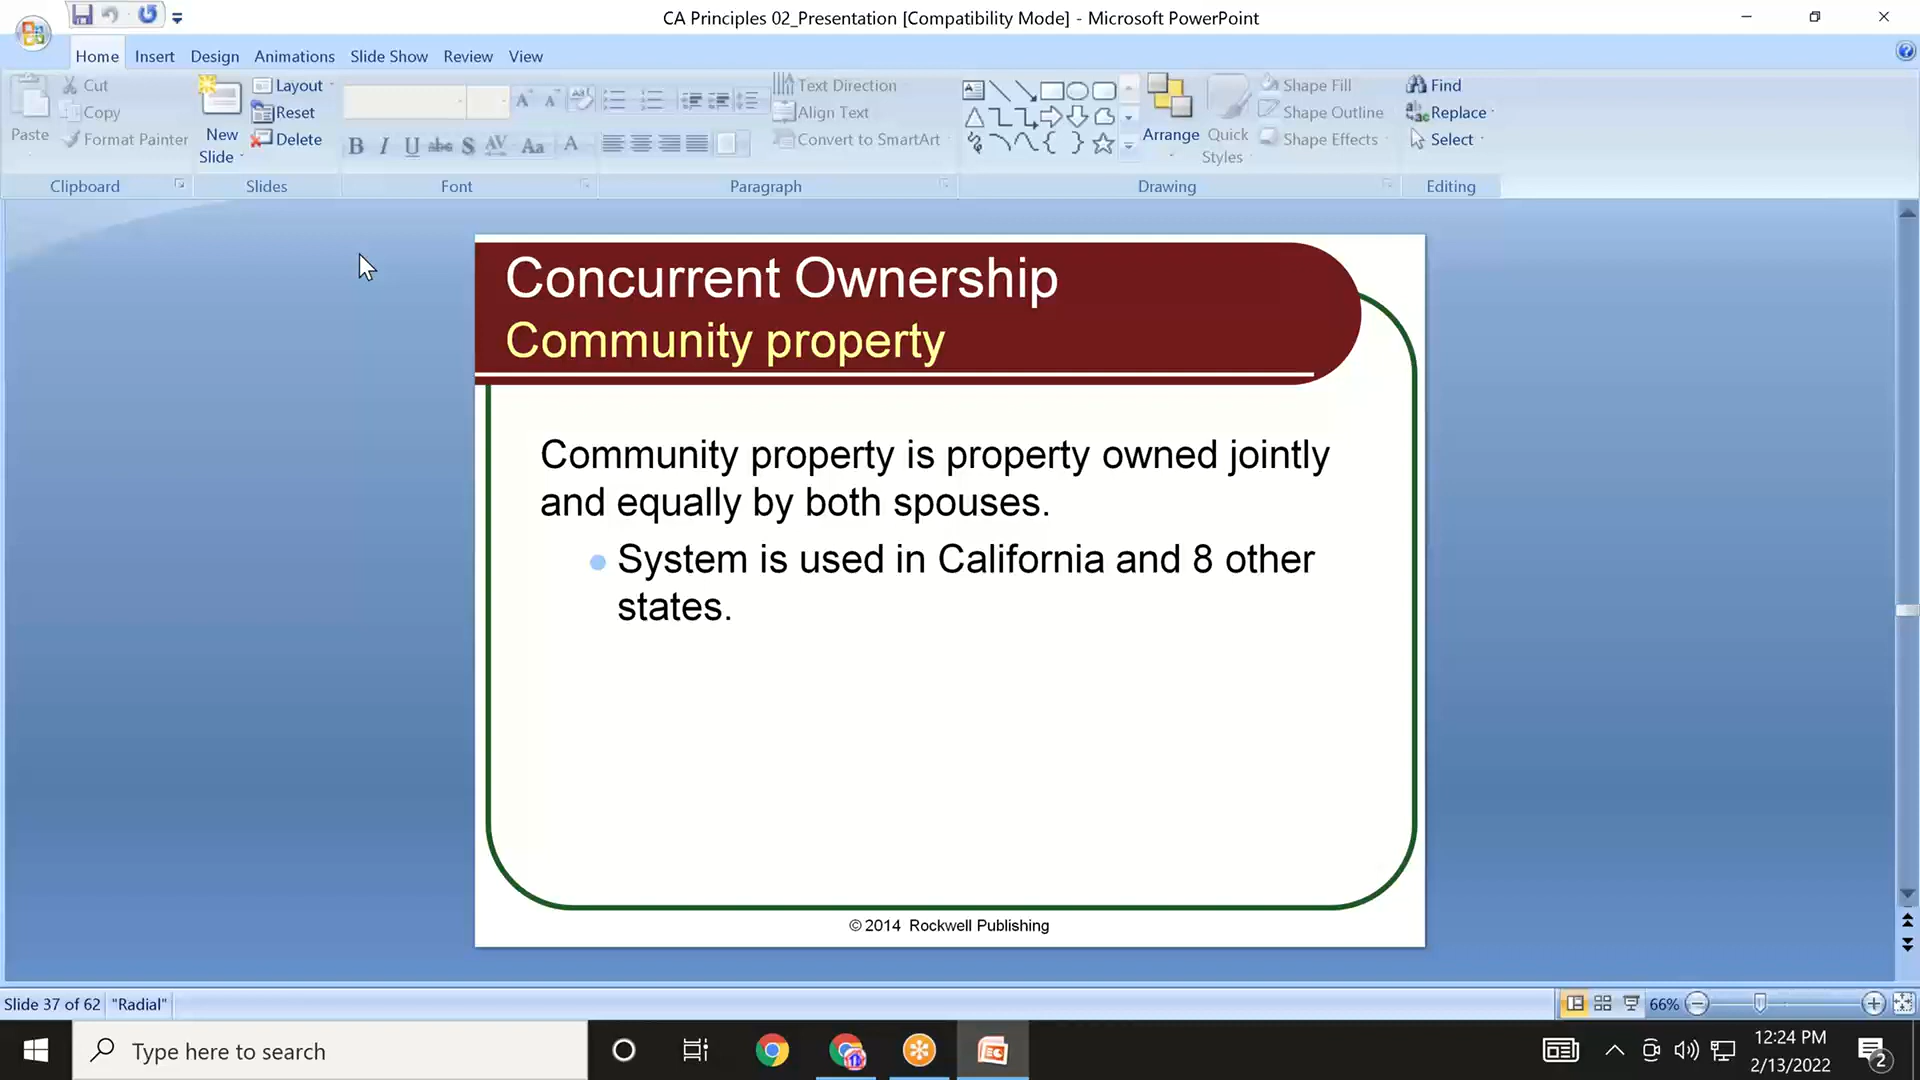 CA Principles 02_Presentation [Compatibility Mode] - Microsoft PowerPoint
Home Insert Design Animations Slide Show Review View
Cut
Copy
Format Painter
Paste
Clipboard
New
Slide
Layout
Reset
Delete
Slides
B I U abc S AV Aa A
Font
Text Direction
Align Text
Convert to SmartArt
Paragraph
Arrange
Quick
Styles
Shape Fill
Shape Outline
Shape Effects
Drawing
Find
Replace
Select
Editing
Concurrent Ownership
Community property
Community property is property owned jointly
and equally by both spouses.
System is used in California and 8 other
states.
© 2014 Rockwell Publishing
Slide 37 of 62 "Radial" 66%
Type here to search
12:24 PM
2/13/2022
2